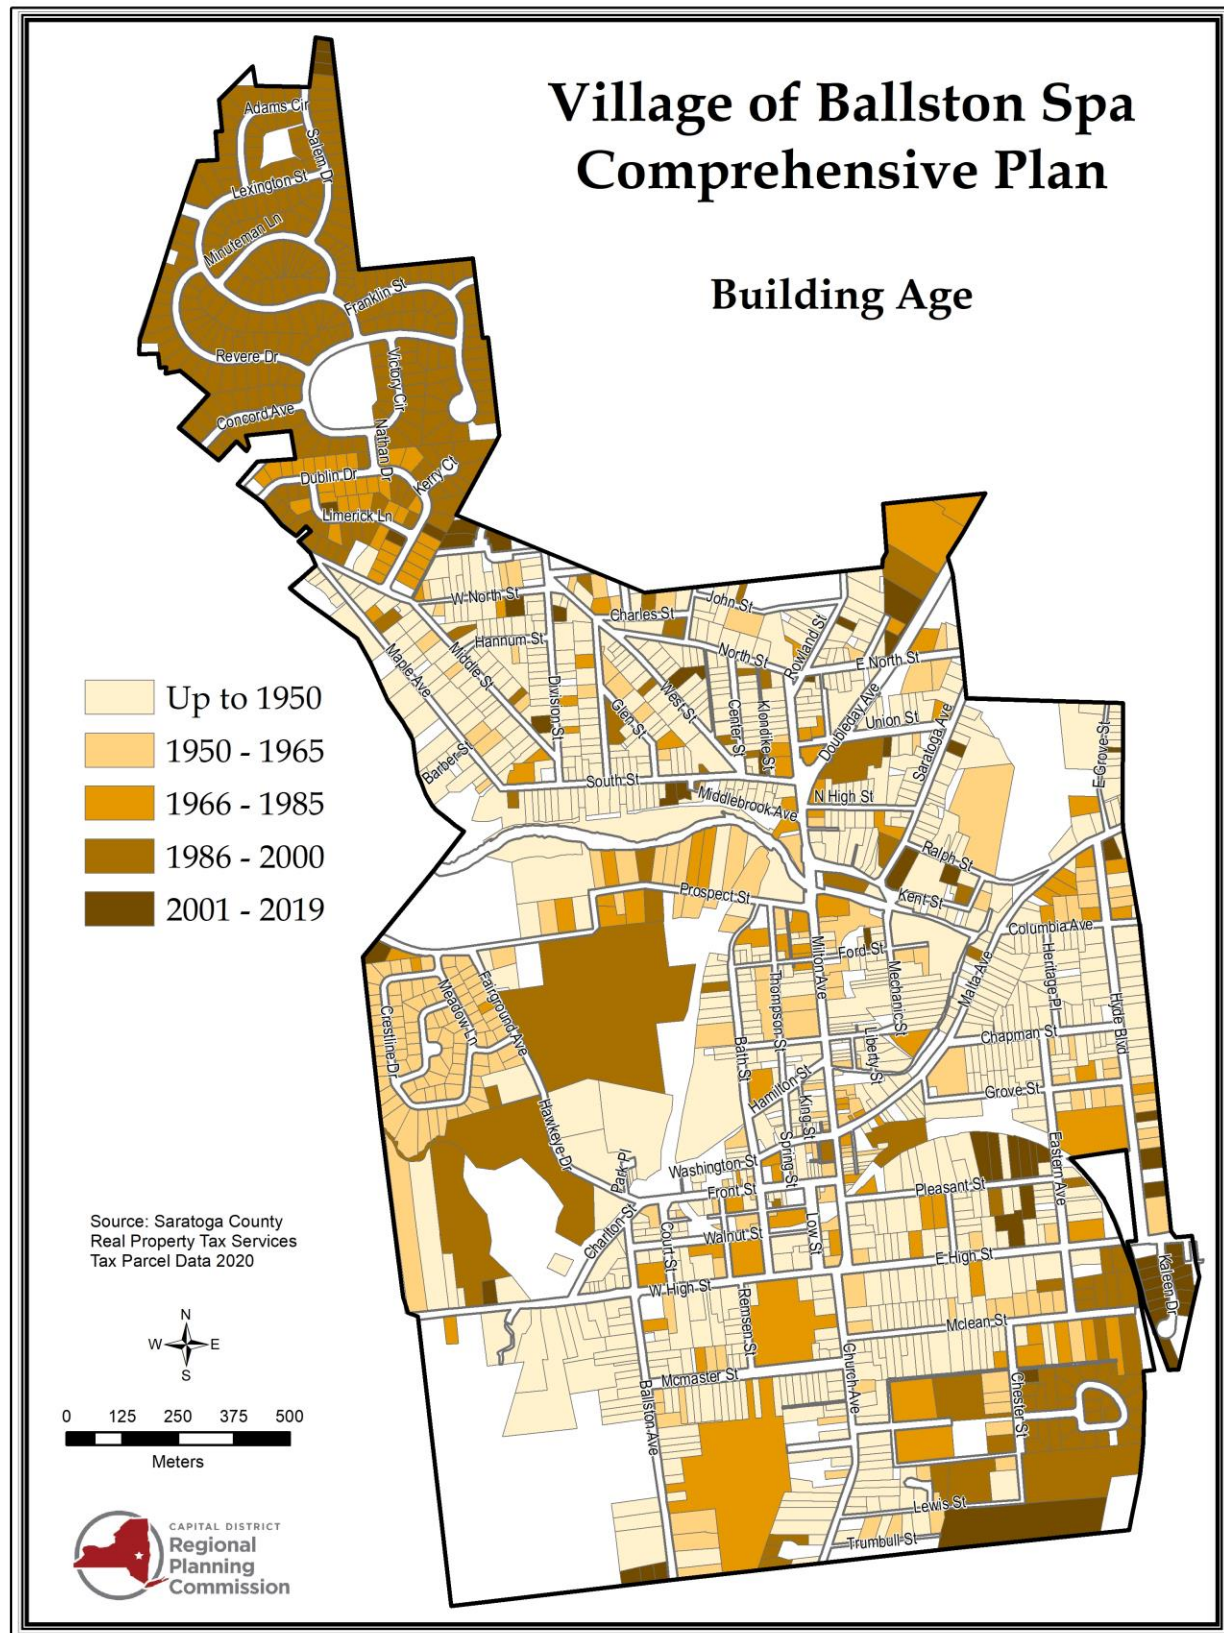 Village of Ballston Spa
Comprehensive Plan
Building Age
Adams Cir
Salem Dr
Lexington St
Minuteman Ln
Franklin St
Revere Dr
Victory Cir
Concord Ave
Nathan Dr
Dublin Dr
Kerry Ct
Limerick Ln
W North St
John St
Charles St
Hannum St
Middle St
Maple Ave
North St
Rowland St
E North St
Division St
Glen St
West St
Center St
Klondike St
Doubleday Ave
Union St
Saratoga Ave
E Grove St
Barber St
South St
Middlebrook Ave
N High St
Ralph St
Prospect St
Kent St
Columbia Ave
Ford St
Milton Ave
Mechanic St
Malta Ave
Heritage Pl
Hyde Blvd
Thompson St
Bath St
Fairground Ave
Meadow Ln
Crestline Dr
Liberty St
Chapman St
Hamilton St
King St
Grove St
Hawkeye Dr
Park Pl
Washington St
Spring St
Eastern Ave
Front St
Pleasant St
Charlton St
Court St
Walnut St
Low St
E High St
Kaleen Dr
W High St
Remsen St
Mclean St
Mcmaster St
Church Ave
Chester St
Ballston Ave
Lewis St
Trumbull St
Up to 1950
1950 - 1965
1966 - 1985
1986 - 2000
2001 - 2019
Source: Saratoga County
Real Property Tax Services
Tax Parcel Data 2020
N
W E
S
0 125 250 375 500
Meters
CAPITAL DISTRICT
Regional
Planning
Commission